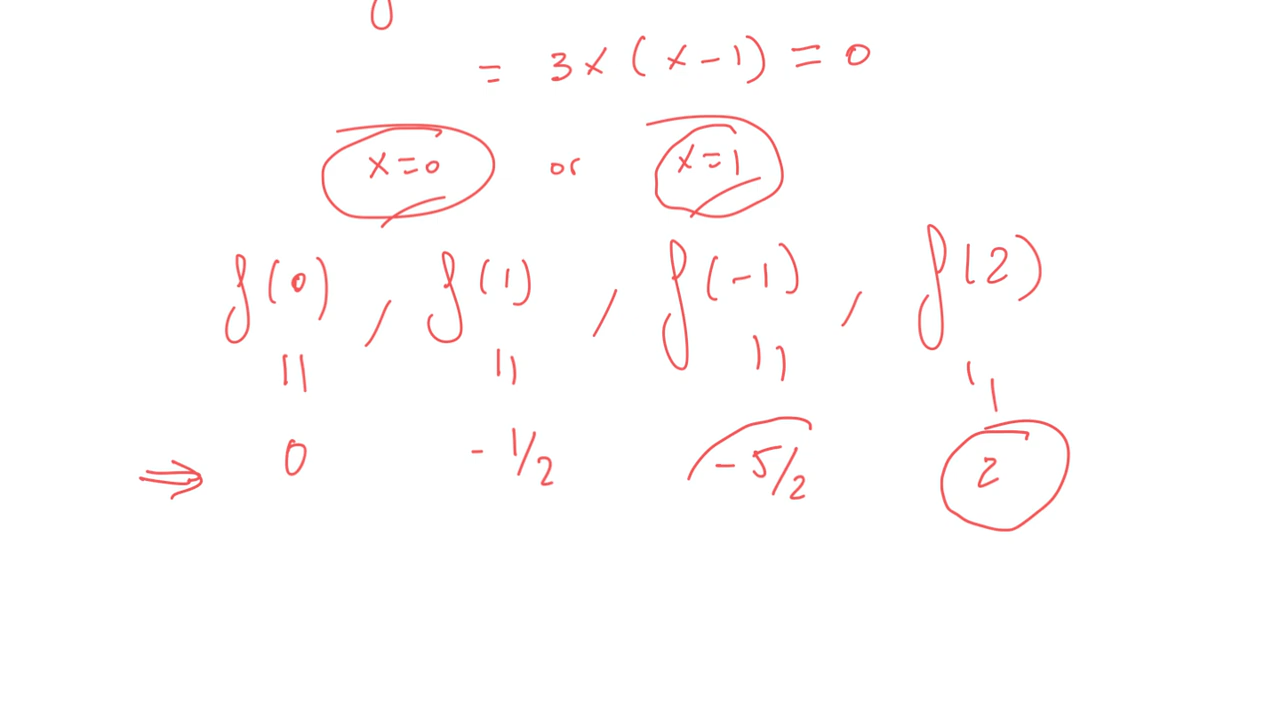 = 3x(x-1) = 0
x=0 or x=1
f(0), f(1), f(-1), f(2)
|| || || ||
⇒ 0 -1/2 -5/2 2